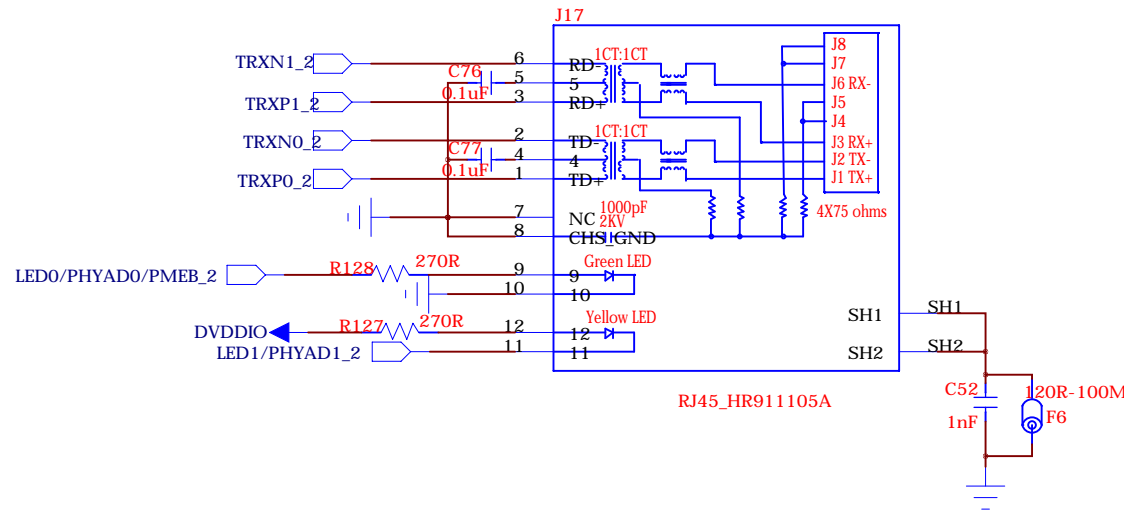 J17
TRXN1_2
6
RD-
1CT:1CT
J8
J7
C76
5
5
J6 RX-
0.1uF
J5
TRXP1_2
3
RD+
J4
TRXN0_2
2
TD-
1CT:1CT
J3 RX+
C77
4
4
J2 TX-
0.1uF
TRXP0_2
1
TD+
J1 TX+
7
NC
1000pF
2KV
4X75 ohms
8
CHS_GND
LED0/PHYAD0/PMEB_2
R128
270R
9
9
Green LED
10
10
DVDDIO
R127
270R
12
12
Yellow LED
LED1/PHYAD1_2
11
11
SH1
SH1
SH2
SH2
RJ45_HR911105A
C52
1nF
120R-100M
F6